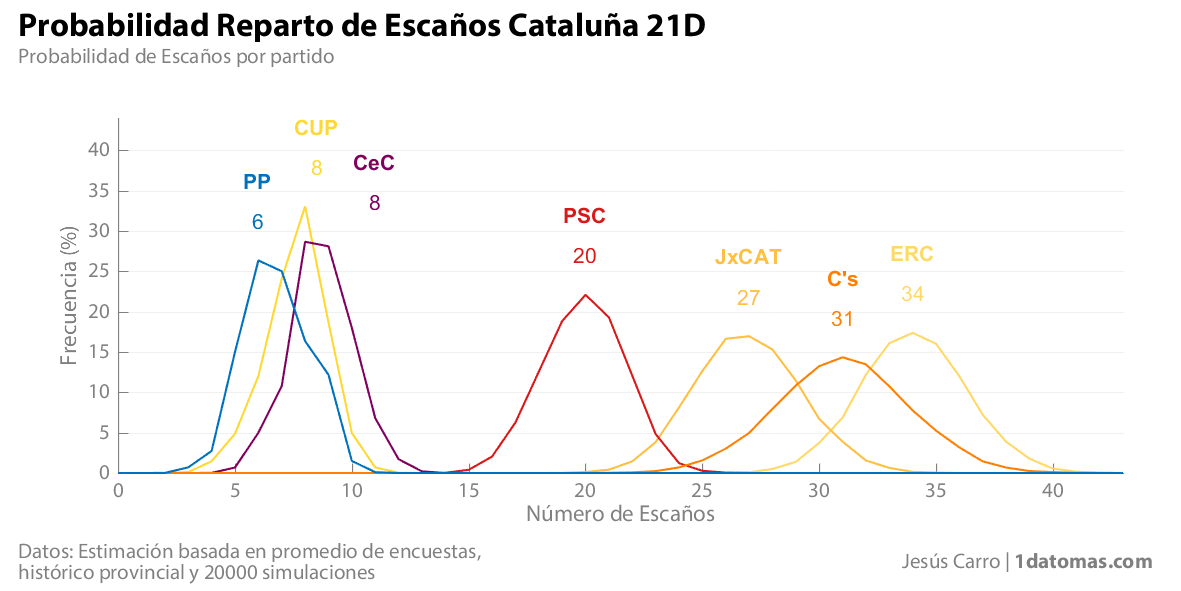 Probabilidad Reparto de Escaños Cataluña 21D
Probabilidad de Escaños por partido
CUP
8
CeC
8
PP
6
PSC
20
JxCAT
27
C's
31
ERC
34
Frecuencia (%)
40
35
30
25
20
15
10
5
0
0 5 10 15 20 25 30 35 40
Número de Escaños
Datos: Estimación basada en promedio de encuestas,
histórico provincial y 20000 simulaciones
Jesús Carro | 1datomas.com